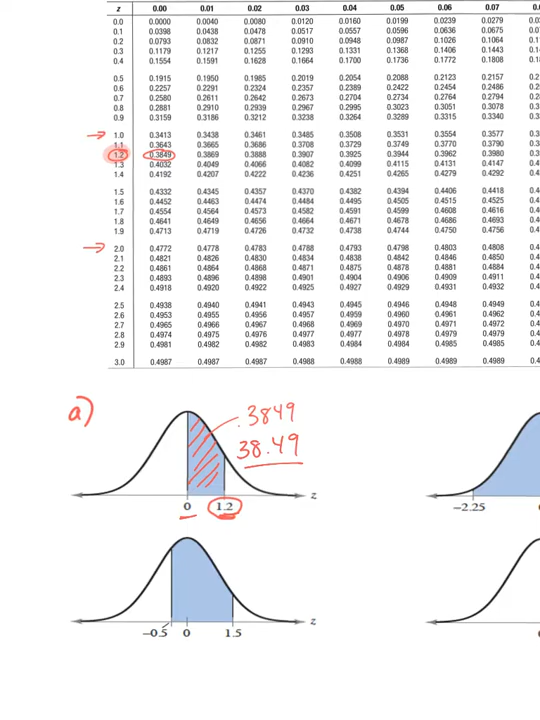 z 0.00 0.01 0.02 0.03 0.04 0.05 0.06 0.07
0.0 0.0000 0.0040 0.0080 0.0120 0.0160 0.0199 0.0239 0.0279
0.1 0.0398 0.0438 0.0478 0.0517 0.0557 0.0596 0.0636 0.0675
0.2 0.0793 0.0832 0.0871 0.0910 0.0948 0.0987 0.1026 0.1064
0.3 0.1179 0.1217 0.1255 0.1293 0.1331 0.1368 0.1406 0.1443
0.4 0.1554 0.1591 0.1628 0.1664 0.1700 0.1736 0.1772 0.1808
0.5 0.1915 0.1950 0.1985 0.2019 0.2054 0.2088 0.2123 0.2157
0.6 0.2257 0.2291 0.2324 0.2357 0.2389 0.2422 0.2454 0.2486
0.7 0.2580 0.2611 0.2642 0.2673 0.2704 0.2734 0.2764 0.2794
0.8 0.2881 0.2910 0.2939 0.2967 0.2995 0.3023 0.3051 0.3078
0.9 0.3159 0.3186 0.3212 0.3238 0.3264 0.3289 0.3315 0.3340
1.0 0.3413 0.3438 0.3461 0.3485 0.3508 0.3531 0.3554 0.3577
1.1 0.3643 0.3665 0.3686 0.3708 0.3729 0.3749 0.3770 0.3790
1.2 0.3849 0.3869 0.3888 0.3907 0.3925 0.3944 0.3962 0.3980
1.3 0.4032 0.4049 0.4066 0.4082 0.4099 0.4115 0.4131 0.4147
1.4 0.4192 0.4207 0.4222 0.4236 0.4251 0.4265 0.4279 0.4292
1.5 0.4332 0.4345 0.4357 0.4370 0.4382 0.4394 0.4406 0.4418
1.6 0.4452 0.4463 0.4474 0.4484 0.4495 0.4505 0.4515 0.4525
1.7 0.4554 0.4564 0.4573 0.4582 0.4591 0.4599 0.4608 0.4616
1.8 0.4641 0.4649 0.4656 0.4664 0.4671 0.4678 0.4686 0.4693
1.9 0.4713 0.4719 0.4726 0.4732 0.4738 0.4744 0.4750 0.4756
2.0 0.4772 0.4778 0.4783 0.4788 0.4793 0.4798 0.4803 0.4808
2.1 0.4821 0.4826 0.4830 0.4834 0.4838 0.4842 0.4846 0.4850
2.2 0.4861 0.4864 0.4868 0.4871 0.4875 0.4878 0.4881 0.4884
2.3 0.4893 0.4896 0.4898 0.4901 0.4904 0.4906 0.4909 0.4911
2.4 0.4918 0.4920 0.4922 0.4925 0.4927 0.4929 0.4931 0.4932
2.5 0.4938 0.4940 0.4941 0.4943 0.4945 0.4946 0.4948 0.4949
2.6 0.4953 0.4955 0.4956 0.4957 0.4959 0.4960 0.4961 0.4962
2.7 0.4965 0.4966 0.4967 0.4968 0.4969 0.4970 0.4971 0.4972
2.8 0.4974 0.4975 0.4976 0.4977 0.4977 0.4978 0.4979 0.4979
2.9 0.4981 0.4982 0.4982 0.4983 0.4984 0.4984 0.4985 0.4985
3.0 0.4987 0.4987 0.4987 0.4988 0.4988 0.4989 0.4989 0.4989
a)
.3849
38.49
z
0 1.2
-2.25
z
-0.5 0 1.5